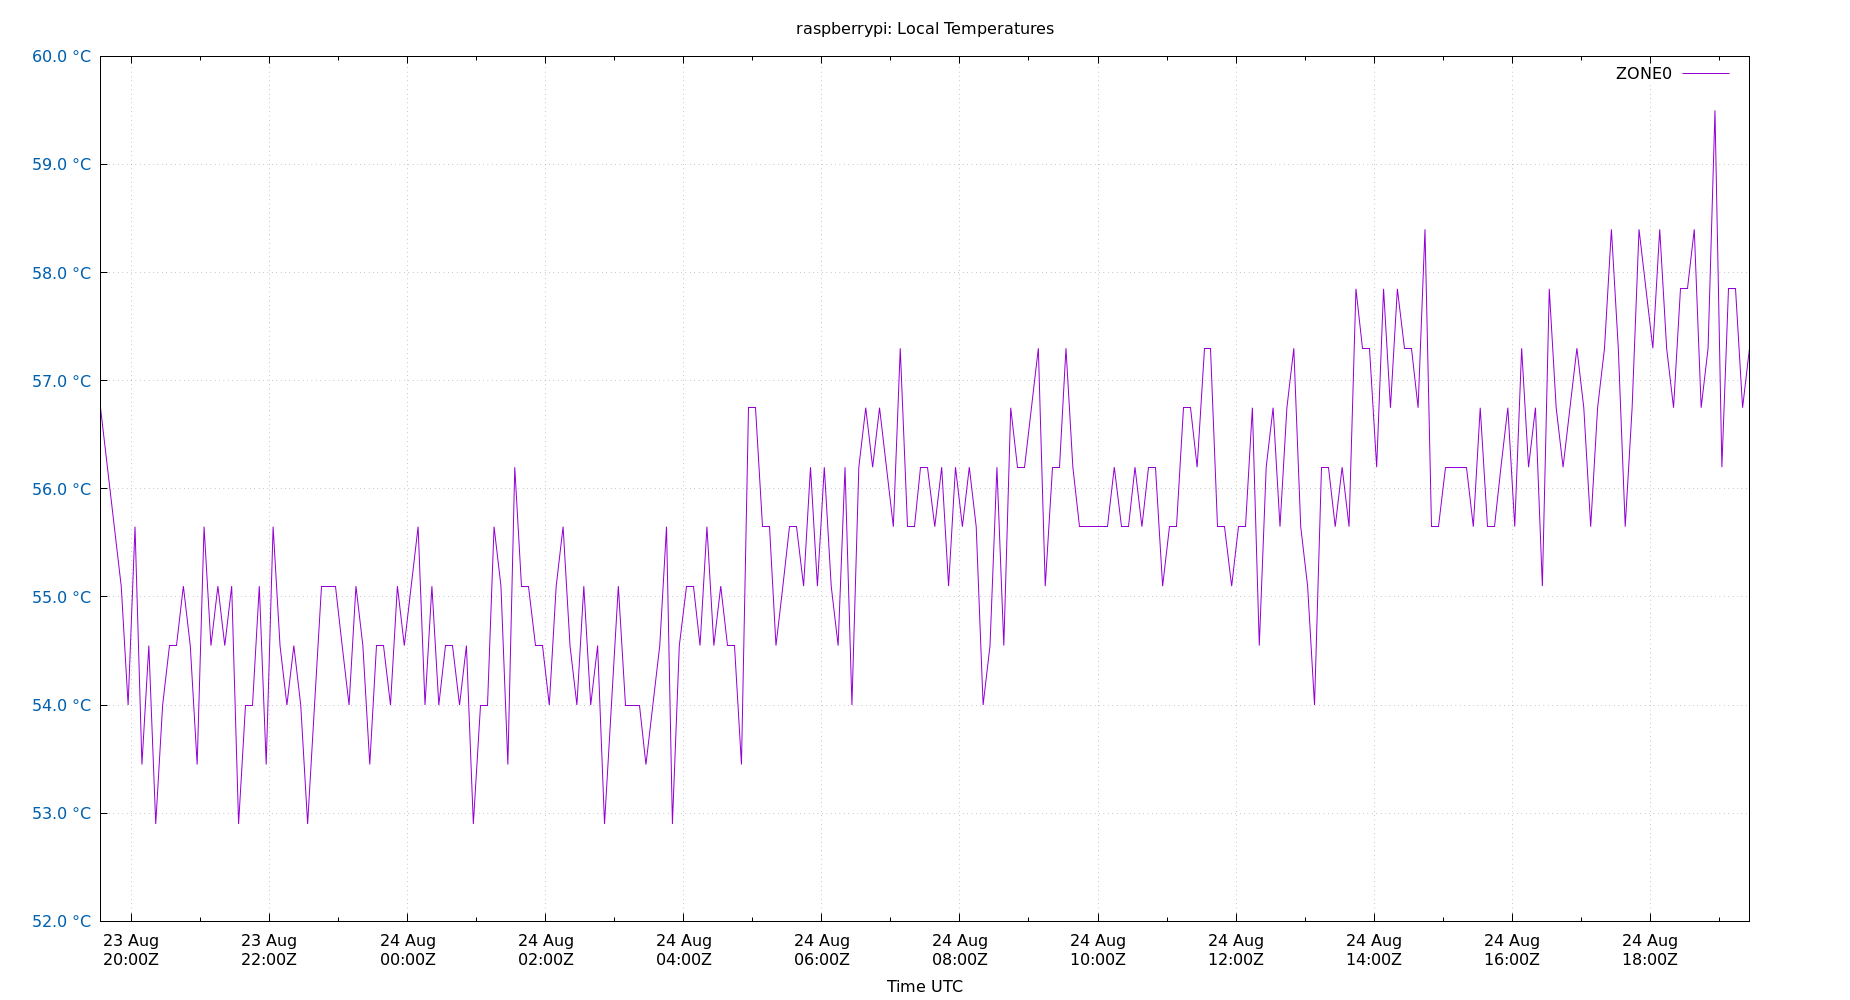 raspberrypi: Local Temperatures
60.0 °C
59.0 °C
58.0 °C
57.0 °C
56.0 °C
55.0 °C
54.0 °C
53.0 °C
52.0 °C
ZONE0
23 Aug
20:00Z
23 Aug
22:00Z
24 Aug
00:00Z
24 Aug
02:00Z
24 Aug
04:00Z
24 Aug
06:00Z
24 Aug
08:00Z
24 Aug
10:00Z
24 Aug
12:00Z
24 Aug
14:00Z
24 Aug
16:00Z
24 Aug
18:00Z
Time UTC